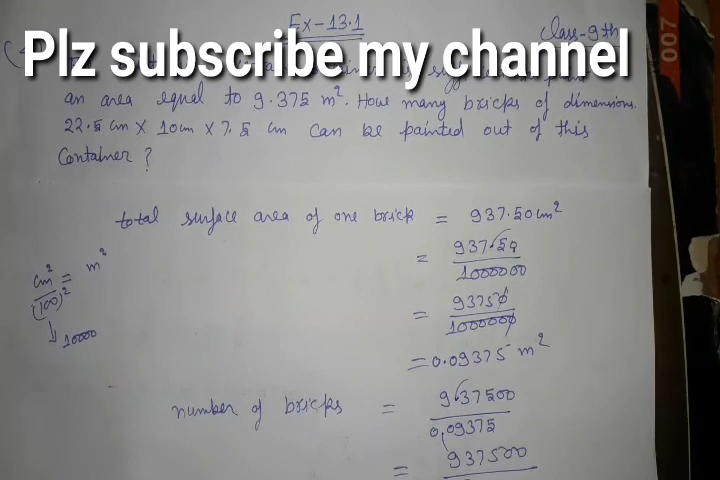 Ex-13.1
Class-9th
Plz subscribe my channel
an area equal to 9.375 m². How many bricks of dimensions
22.5 cm × 10cm × 7.5 cm can be painted out of this
Container ?
total surface area of one brick = 937.50 cm²
cm² = m²
(100)²
10000
= 937.50
1000000
= 93750
1000000
= 0.09375 m²
number of bricks = 9.37500
0.09375
= 937500
007